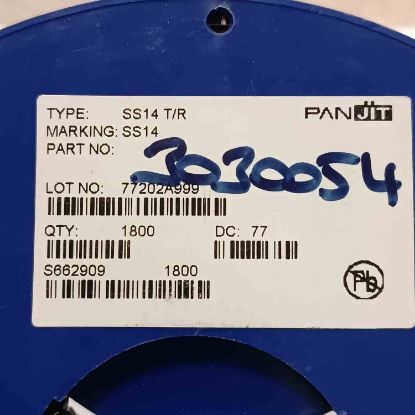 TYPE: SS14 T/R PANJIT
MARKING: SS14
PART NO:
3030054
LOT NO: 77202A999
QTY: 1800 DC: 77
S662909 1800
Pb